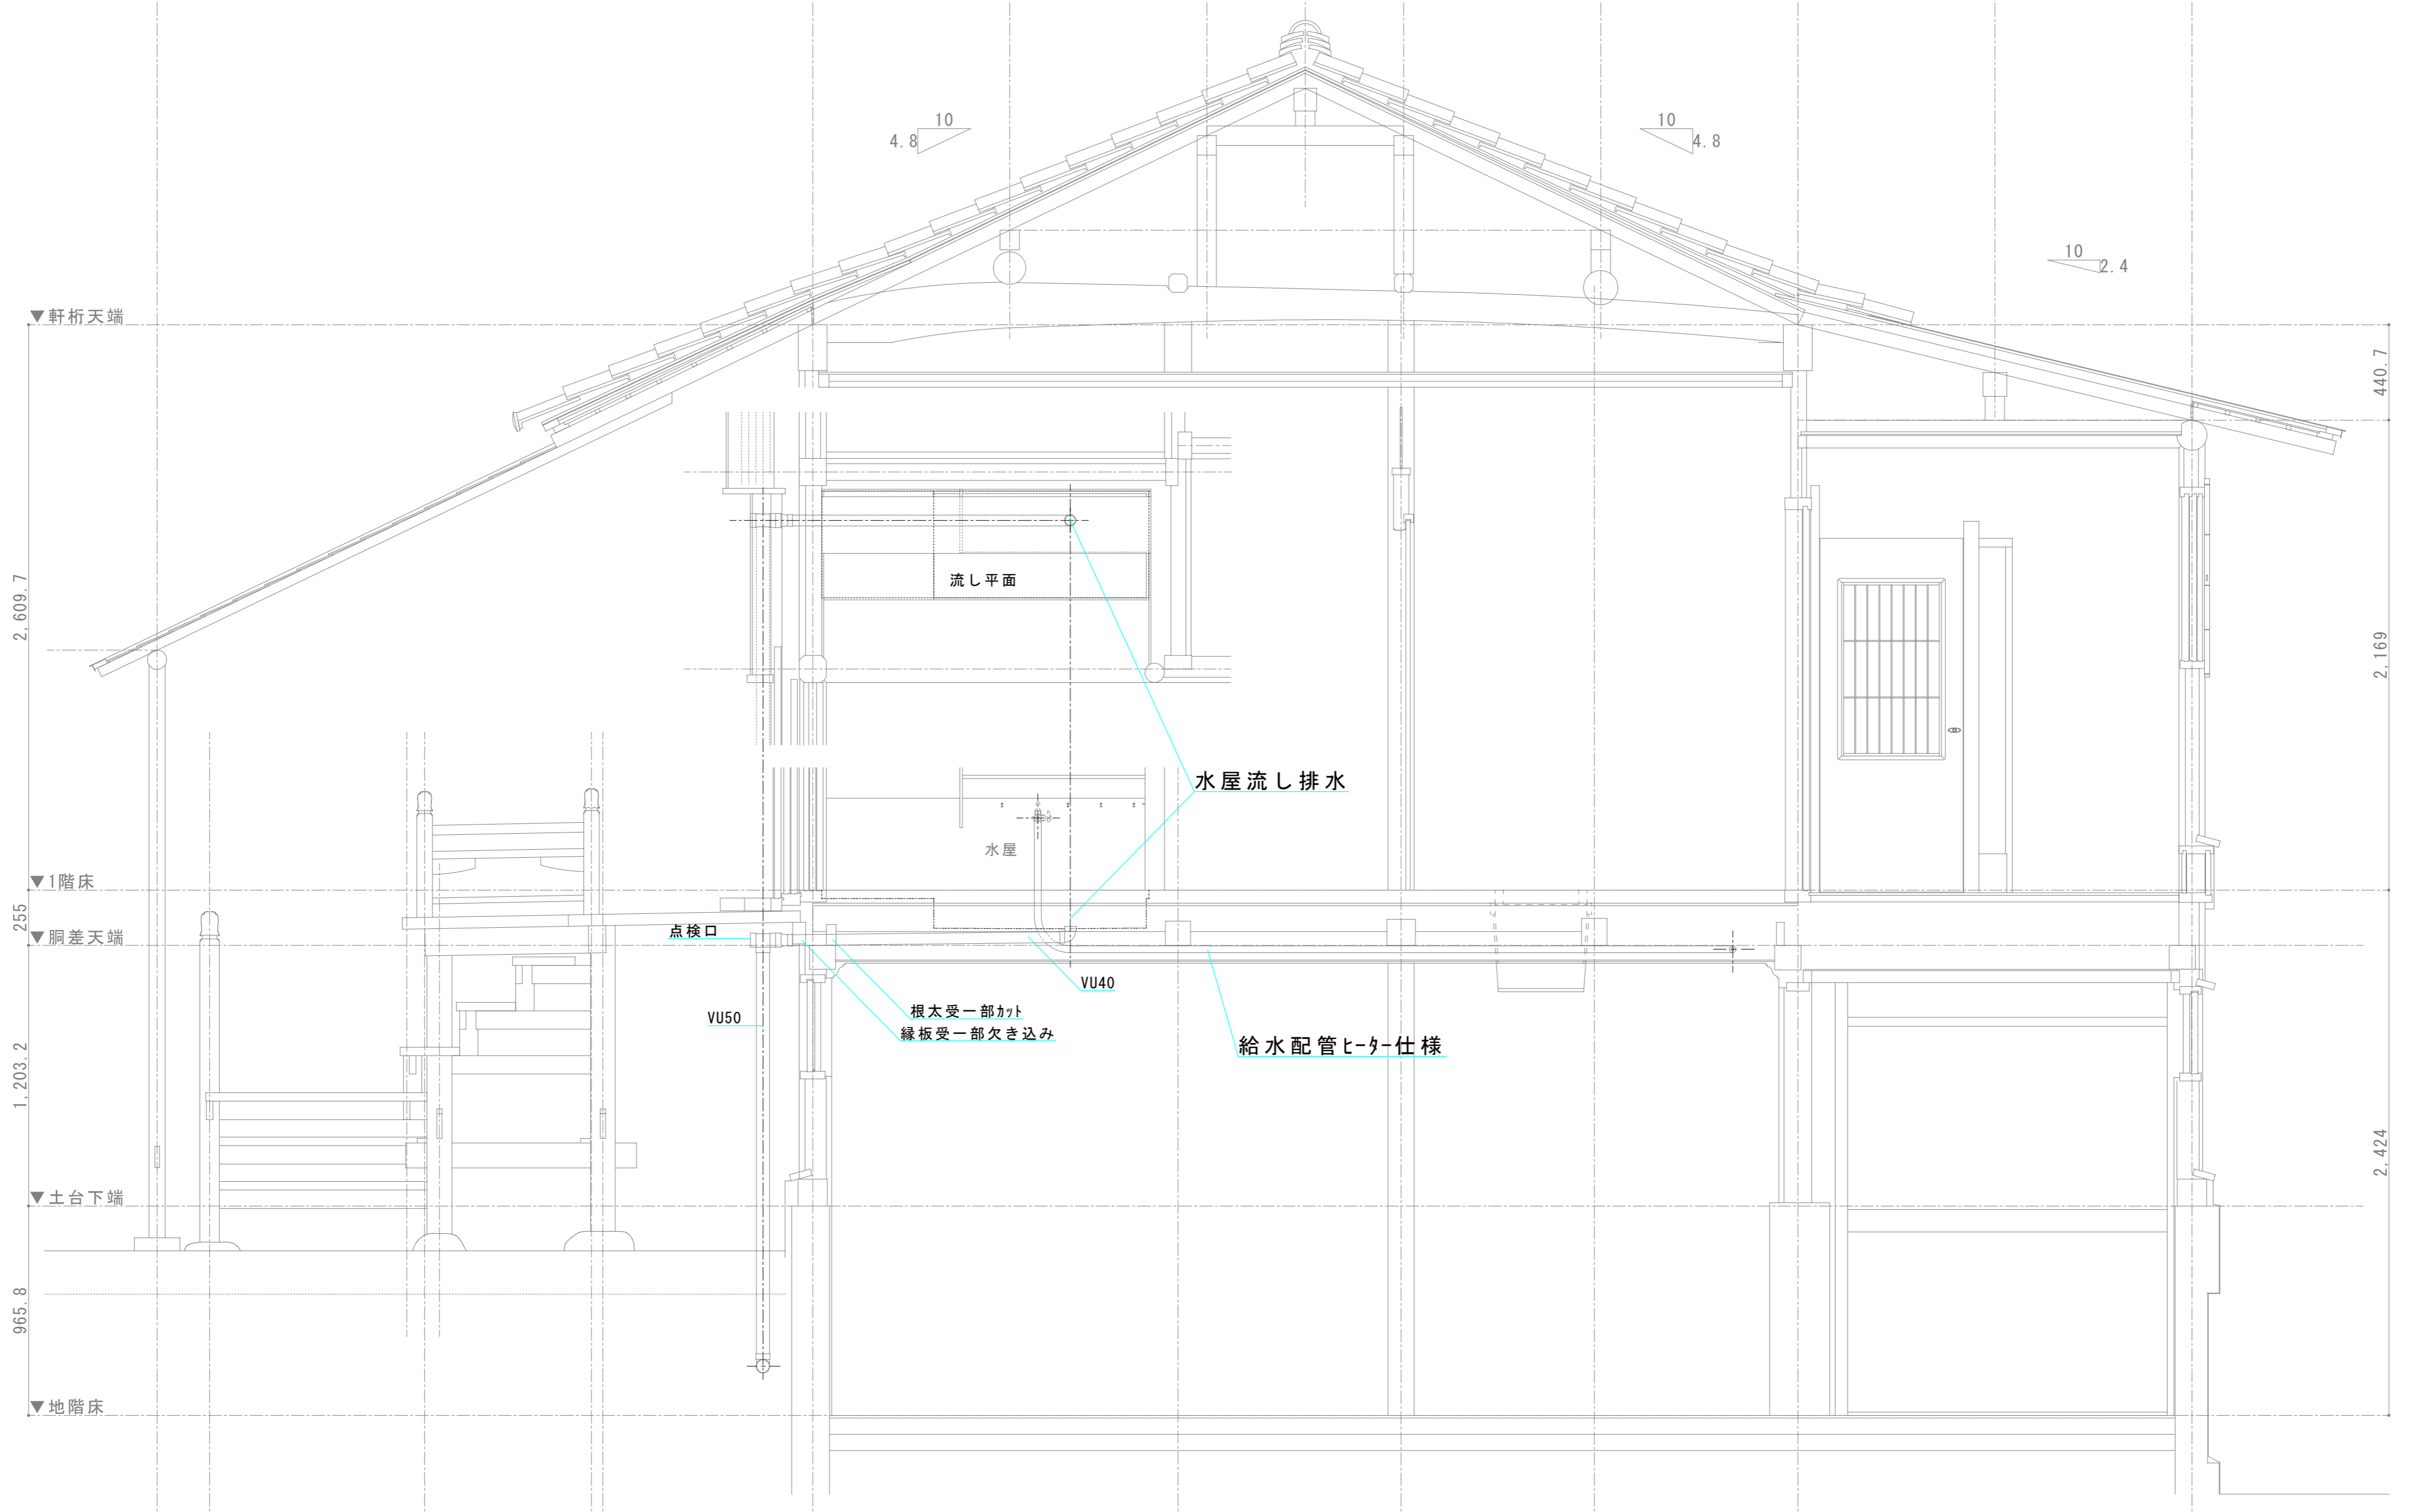 10
4.8
10
4.8
10
2.4
▼軒桁天端
440.7
2,609.7
流し平面
2,169
水屋流し排水
水屋
▼1階床
255
点検口
▼胴差天端
VU40
VU50
根太受一部ｶｯﾄ
縁板受一部欠き込み
給水配管ﾋｰﾀｰ仕様
1,203.2
2,424
▼土台下端
965.8
▼地階床